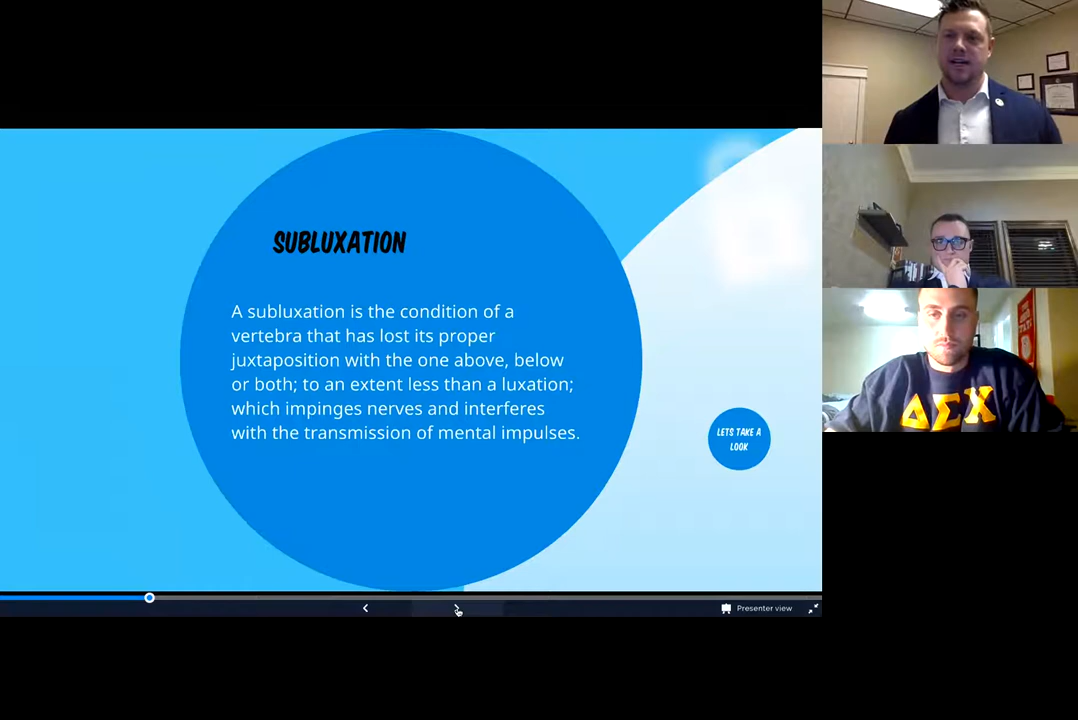 SUBLUXATION
A subluxation is the condition of a
vertebra that has lost its proper
juxtaposition with the one above, below
or both; to an extent less than a luxation;
which impinges nerves and interferes
with the transmission of mental impulses.
LETS TAKE A
LOOK
Presenter view
ΔΣΧ